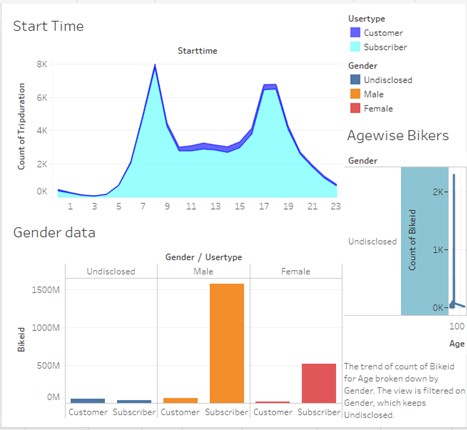 Start Time
Starttime
Count of Tripduration
8K
6K
4K
2K
0K
1 3 5 7 9 11 13 15 17 19 21 23
Usertype
Customer
Subscriber
Gender
Undisclosed
Male
Female
Agewise Bikers
Gender
Undisclosed
Count of Bikeid
2K
1K
0K
100
Age
The trend of count of Bikeid
for Age broken down by
Gender. The view is filtered on
Gender, which keeps
Undisclosed.
Gender data
Gender / Usertype
Undisclosed Male Female
Bikeid
1500M
1000M
500M
0M
Customer Subscriber Customer Subscriber Customer Subscriber